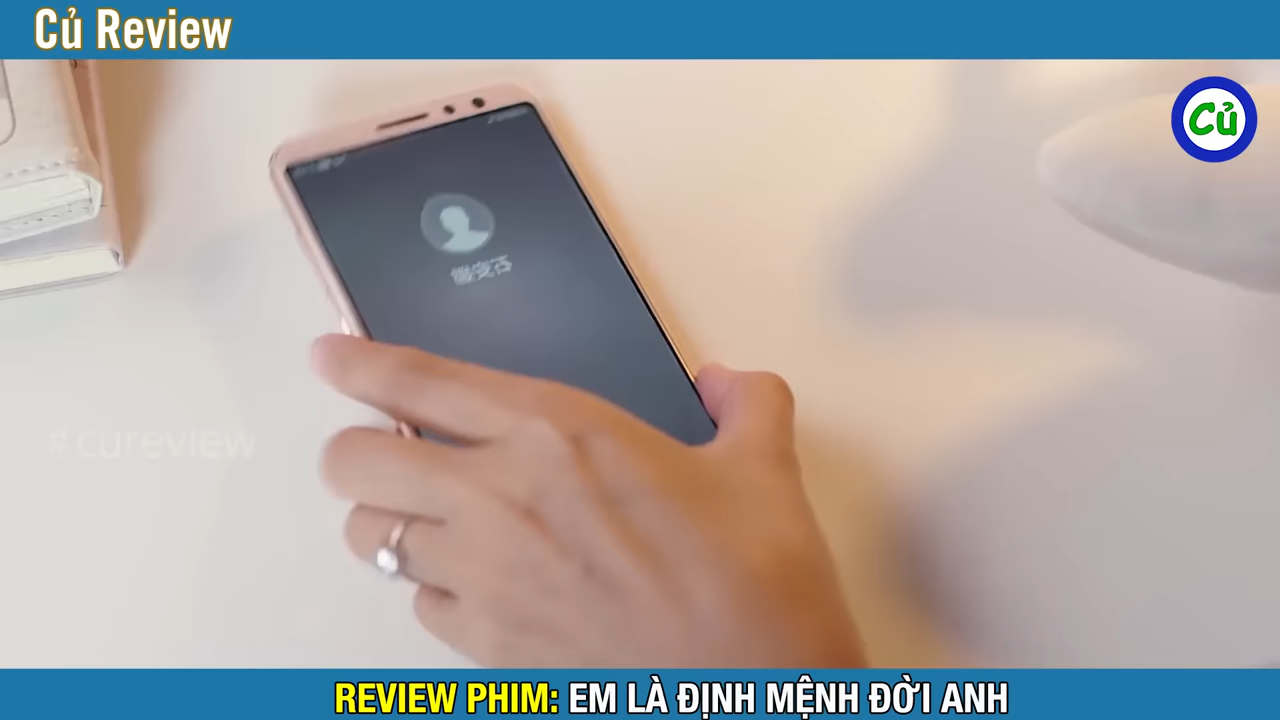 Củ Review
Củ
#cureview
REVIEW PHIM: EM LÀ ĐỊNH MỆNH ĐỜI ANH